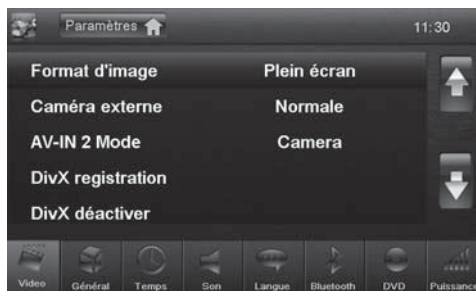 Paramètres 11:30
Format d'image Plein écran
Caméra externe Normale
AV-IN 2 Mode Camera
DivX registration
DivX déactiver
Video Général Temps Son Langue Bluetooth DVD Puissance